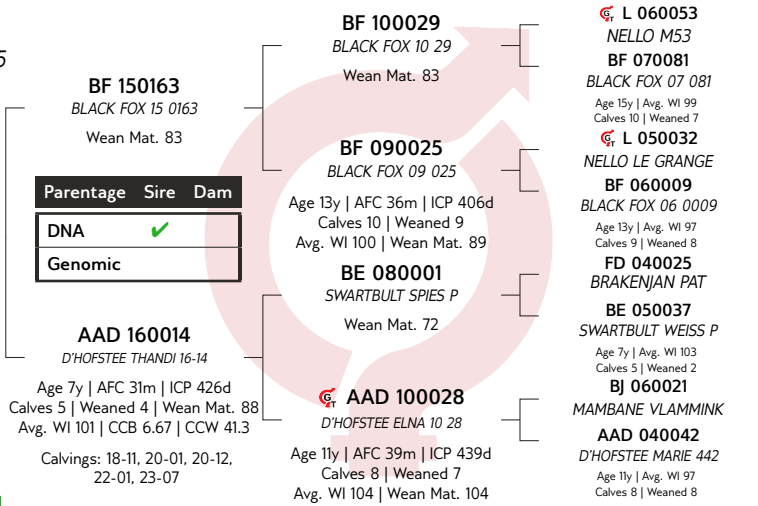 5
BF 150163
BLACK FOX 15 0163
Wean Mat. 83
Parentage Sire Dam
DNA ✔
Genomic
AAD 160014
D'HOFSTEE THANDI 16-14
Age 7y | AFC 31m | ICP 426d
Calves 5 | Weaned 4 | Wean Mat. 88
Avg. WI 101 | CCB 6.67 | CCW 41.3
Calvings: 18-11, 20-01, 20-12,
22-01, 23-07
BF 100029
BLACK FOX 10 29
Wean Mat. 83
BF 090025
BLACK FOX 09 025
Age 13y | AFC 36m | ICP 406d
Calves 10 | Weaned 9
Avg. WI 100 | Wean Mat. 89
BE 080001
SWARTBULT SPIES P
Wean Mat. 72
GT AAD 100028
D'HOFSTEE ELNA 10 28
Age 11y | AFC 39m | ICP 439d
Calves 8 | Weaned 7
Avg. WI 104 | Wean Mat. 104
GT L 060053
NELLO M53
BF 070081
BLACK FOX 07 081
Age 15y | Avg. WI 99
Calves 10 | Weaned 7
GT L 050032
NELLO LE GRANGE
BF 060009
BLACK FOX 06 0009
Age 13y | Avg. WI 97
Calves 9 | Weaned 8
FD 040025
BRAKENJAN PAT
BE 050037
SWARTBULT WEISS P
Age 7y | Avg. WI 103
Calves 5 | Weaned 2
BJ 060021
MAMBANE VLAMMINK
AAD 040042
D'HOFSTEE MARIE 442
Age 11y | Avg. WI 97
Calves 8 | Weaned 8